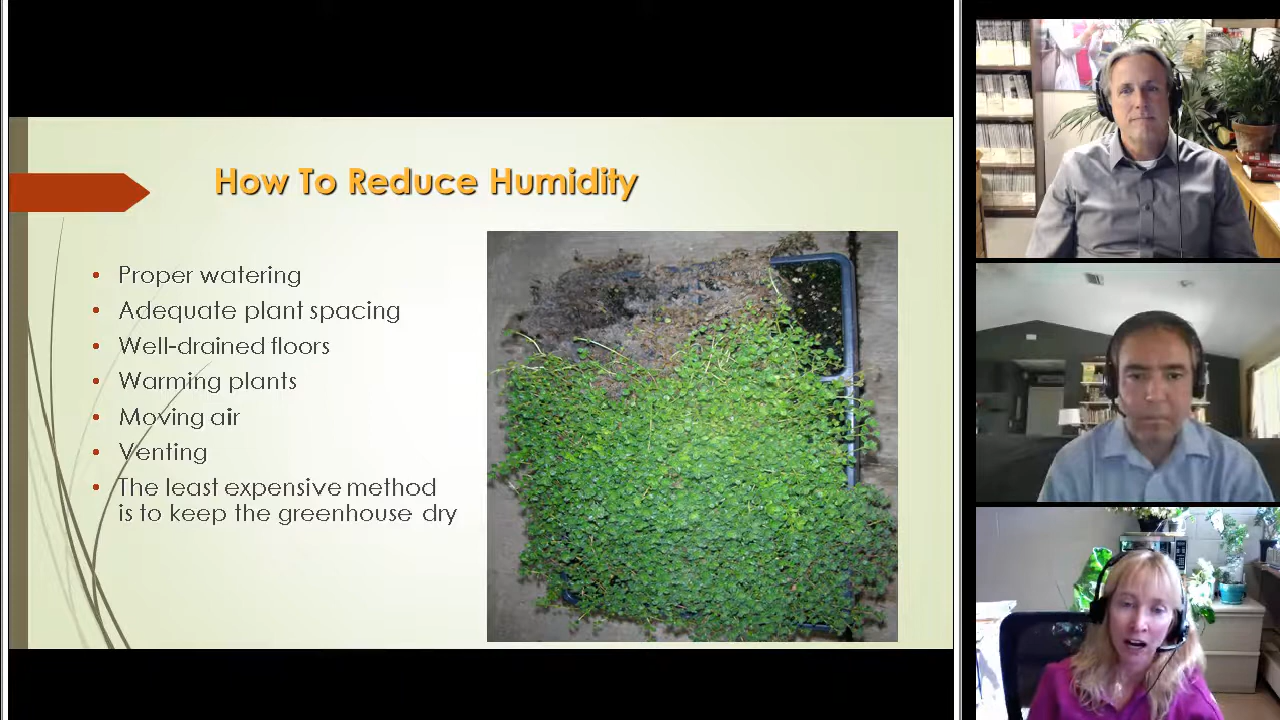 How To Reduce Humidity
• Proper watering
• Adequate plant spacing
• Well-drained floors
• Warming plants
• Moving air
• Venting
• The least expensive method
is to keep the greenhouse dry